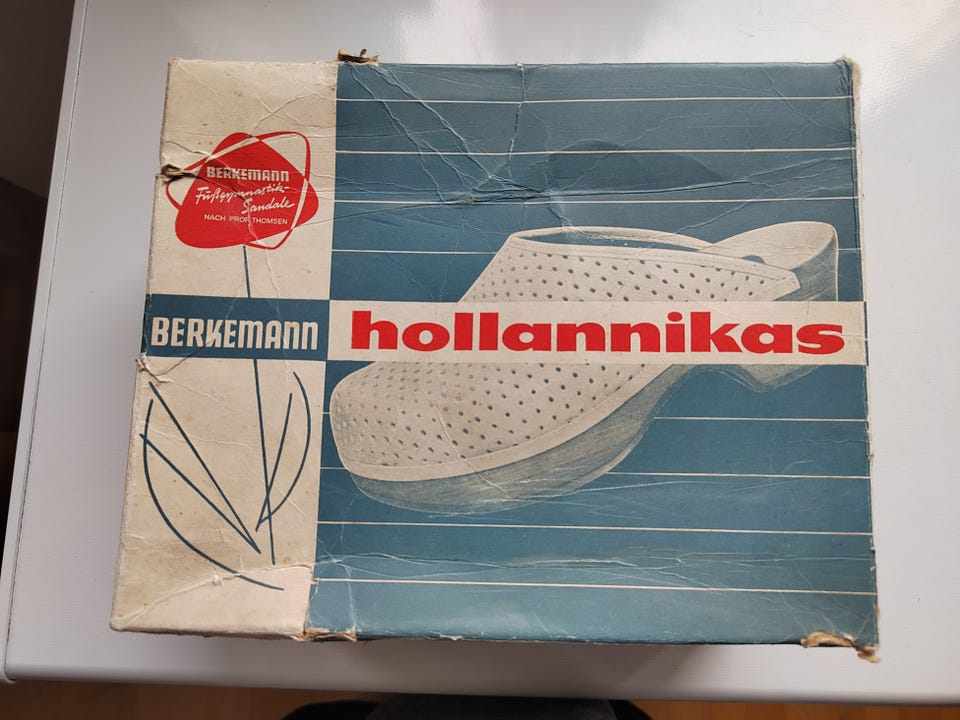 BERKEMANN
Fußgymnastik-
Sandale
NACH PROF. THOMSEN
BERKEMANN
hollannikas